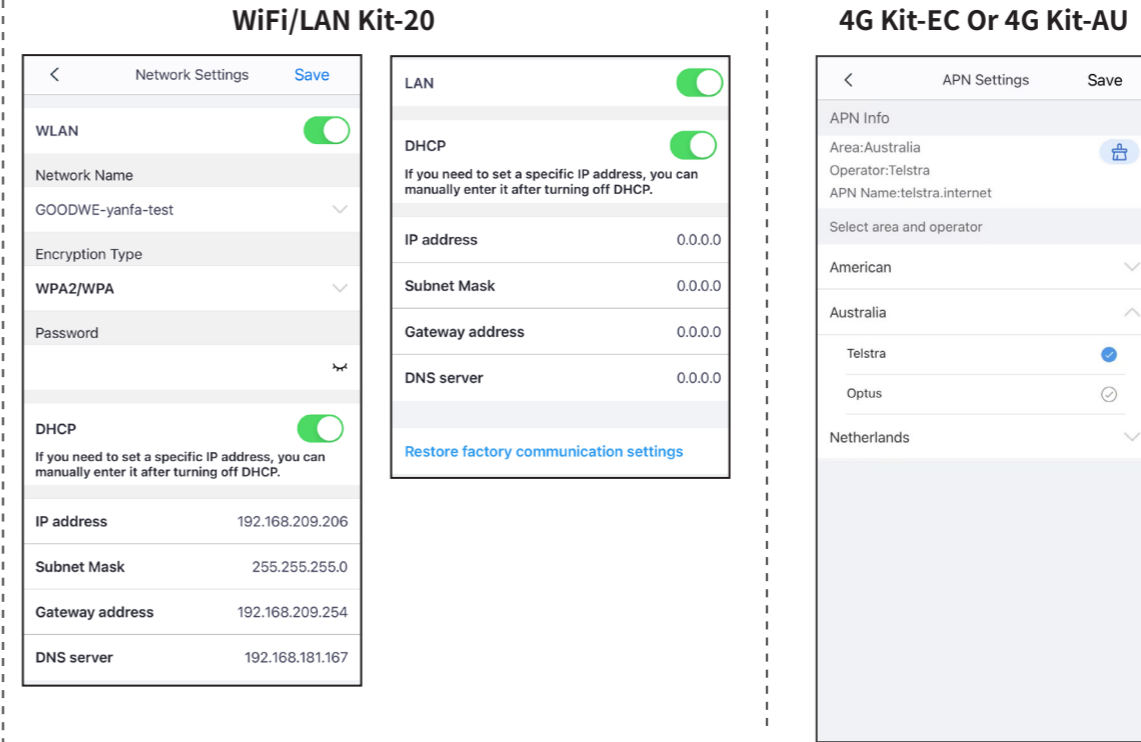 WiFi/LAN Kit-20
Network Settings Save
WLAN
Network Name
GOODWE-yanfa-test
Encryption Type
WPA2/WPA
Password
DHCP
If you need to set a specific IP address, you can
manually enter it after turning off DHCP.
IP address 192.168.209.206
Subnet Mask 255.255.255.0
Gateway address 192.168.209.254
DNS server 192.168.181.167
LAN
DHCP
If you need to set a specific IP address, you can
manually enter it after turning off DHCP.
IP address 0.0.0.0
Subnet Mask 0.0.0.0
Gateway address 0.0.0.0
DNS server 0.0.0.0
Restore factory communication settings
4G Kit-EC Or 4G Kit-AU
APN Settings Save
APN Info
Area:Australia
Operator:Telstra
APN Name:telstra.internet
Select area and operator
American
Australia
Telstra
Optus
Netherlands